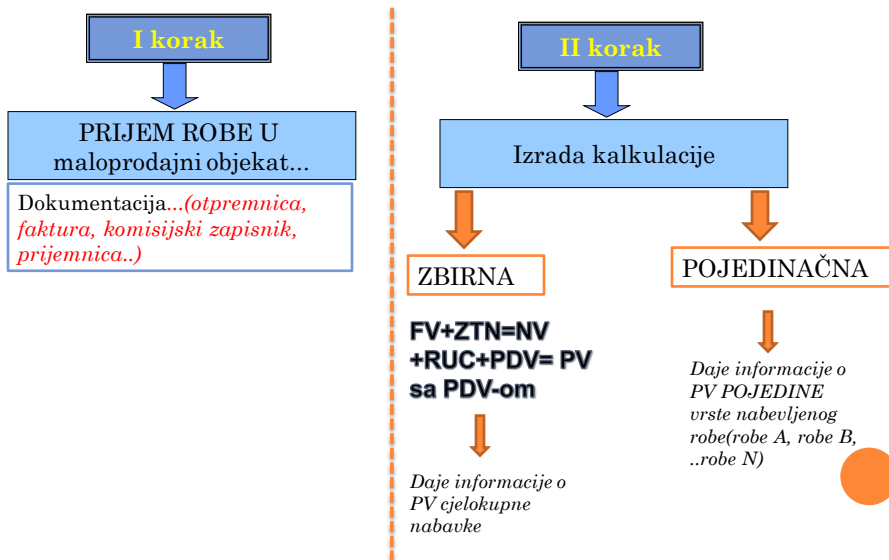 I korak
PRIJEM ROBE U
maloprodajni objekat...
Dokumentacija...(otpremnica,
faktura, komisijski zapisnik,
prijemnica..)
II korak
Izrada kalkulacije
ZBIRNA
FV+ZTN=NV
+RUC+PDV= PV
sa PDV-om
Daje informacije o
PV cjelokupne
nabavke
POJEDINAČNA
Daje informacije o
PV POJEDINE
vrste nabevljenog
robe(robe A, robe B,
..robe N)